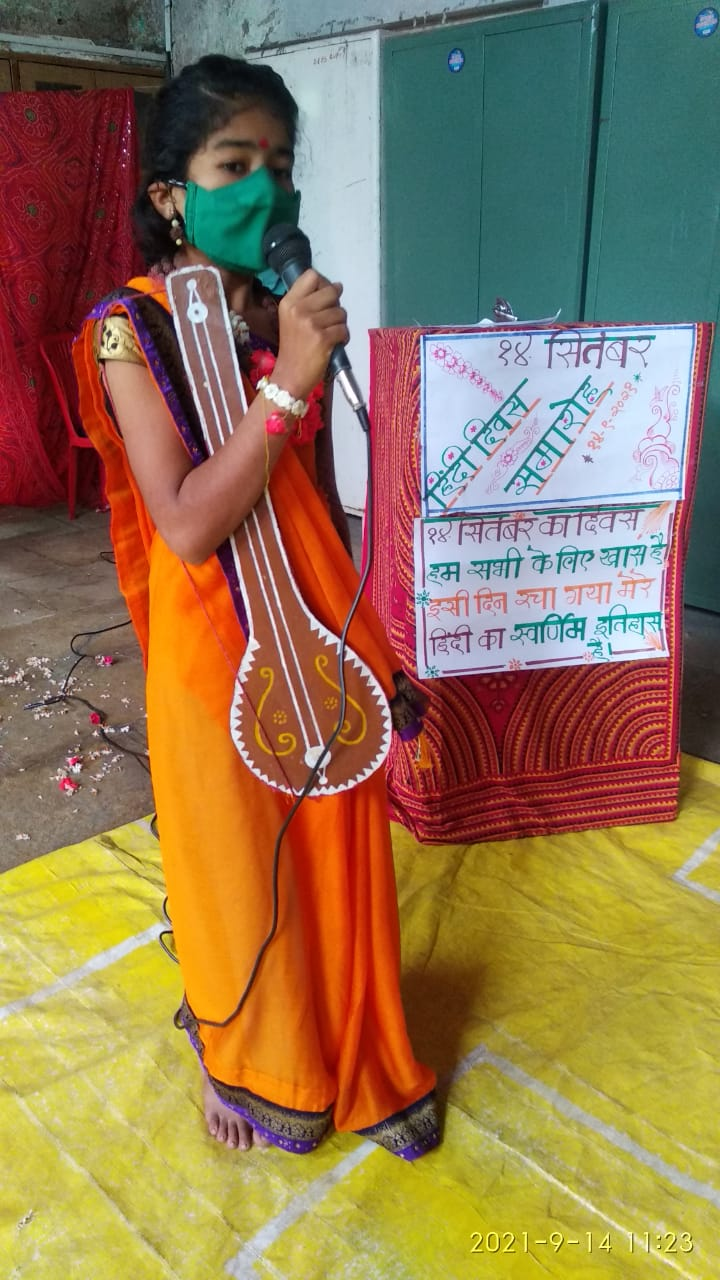 १४ सितंबर
हिंदी दिवस
समारोह
१४-९-२०२१
१४ सितंबर का दिवस
हम सभी के लिए खास है
इसी दिन रचा गया मेरे
हिंदी का स्वर्णिम इतिहास
है।
2021-9-14 11:23